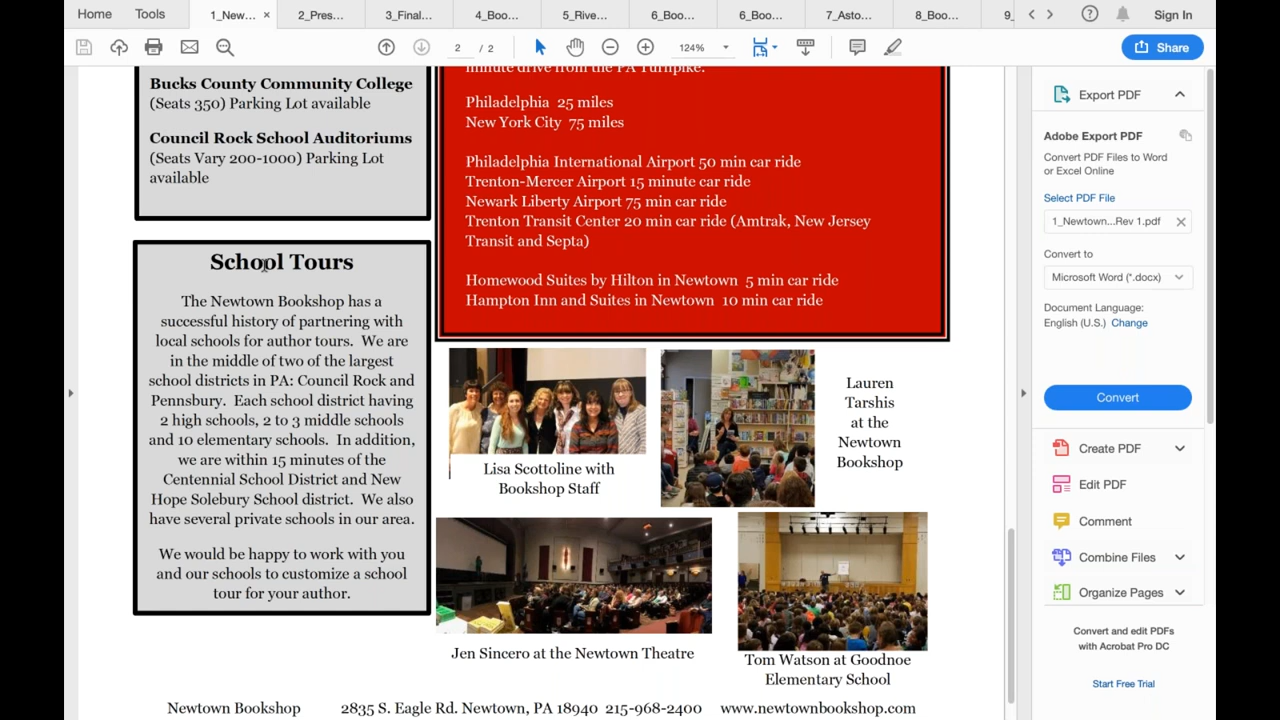 Home
Tools
1_New...
2_Pres...
3_Final...
4_Boo...
5_Rive...
6_Boo...
6_Boo...
7_Asto...
8_Boo...
9_
Sign In
2 / 2
124%
Share
Bucks County Community College
(Seats 350) Parking Lot available
Council Rock School Auditoriums
(Seats Vary 200-1000) Parking Lot
available
School Tours
The Newtown Bookshop has a
successful history of partnering with
local schools for author tours. We are
in the middle of two of the largest
school districts in PA: Council Rock and
Pennsbury. Each school district having
2 high schools, 2 to 3 middle schools
and 10 elementary schools. In addition,
we are within 15 minutes of the
Centennial School District and New
Hope Solebury School district. We also
have several private schools in our area.
We would be happy to work with you
and our schools to customize a school
tour for your author.
minute drive from the PA Turnpike.
Philadelphia 25 miles
New York City 75 miles
Philadelphia International Airport 50 min car ride
Trenton-Mercer Airport 15 minute car ride
Newark Liberty Airport 75 min car ride
Trenton Transit Center 20 min car ride (Amtrak, New Jersey
Transit and Septa)
Homewood Suites by Hilton in Newtown 5 min car ride
Hampton Inn and Suites in Newtown 10 min car ride
Lisa Scottoline with
Bookshop Staff
Lauren
Tarshis
at the
Newtown
Bookshop
Jen Sincero at the Newtown Theatre
Tom Watson at Goodnoe
Elementary School
Newtown Bookshop 2835 S. Eagle Rd. Newtown, PA 18940 215-968-2400 www.newtownbookshop.com
Export PDF
Adobe Export PDF
Convert PDF Files to Word
or Excel Online
Select PDF File
1_Newtown...Rev 1.pdf
Convert to
Microsoft Word (*.docx)
Document Language:
English (U.S.) Change
Convert
Create PDF
Edit PDF
Comment
Combine Files
Organize Pages
Convert and edit PDFs
with Acrobat Pro DC
Start Free Trial